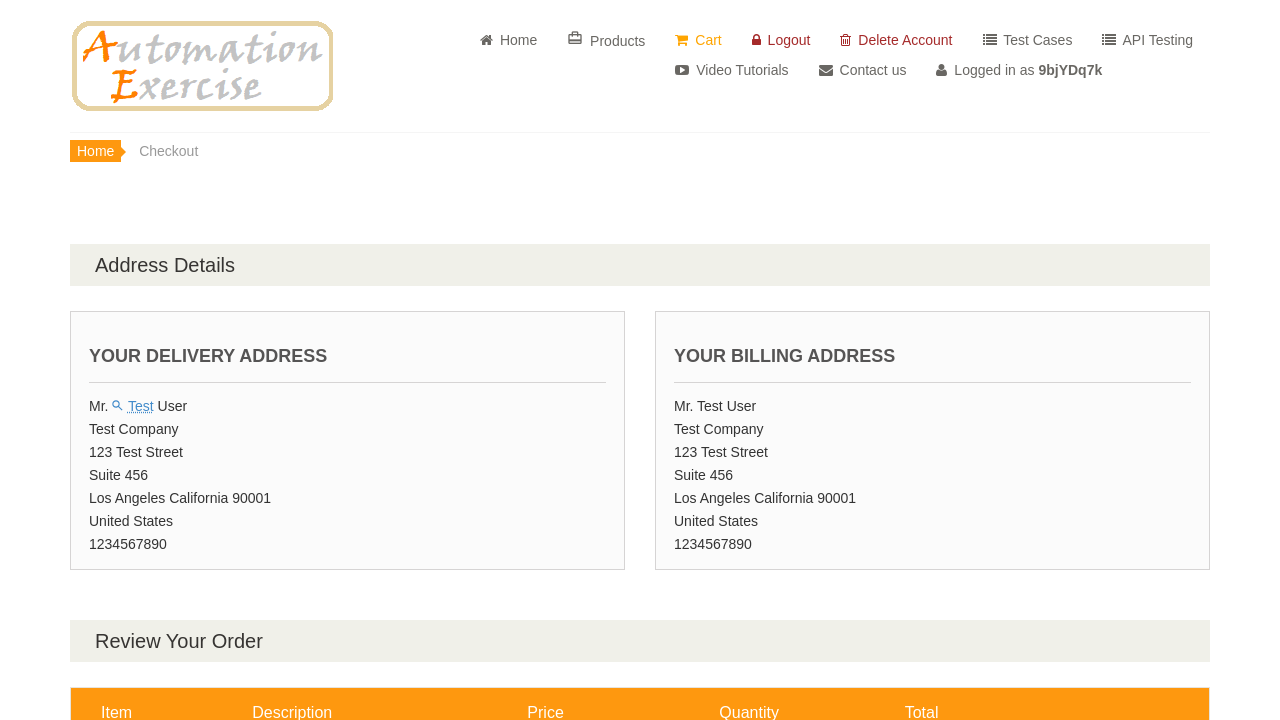 Automation
Exercise
Home
Products
Cart
Logout
Delete Account
Test Cases
API Testing
Video Tutorials
Contact us
Logged in as 9bjYDq7k
Home
Checkout
Address Details
YOUR DELIVERY ADDRESS
Mr. Test User
Test Company
123 Test Street
Suite 456
Los Angeles California 90001
United States
1234567890
YOUR BILLING ADDRESS
Mr. Test User
Test Company
123 Test Street
Suite 456
Los Angeles California 90001
United States
1234567890
Review Your Order
Item Description Price Quantity Total